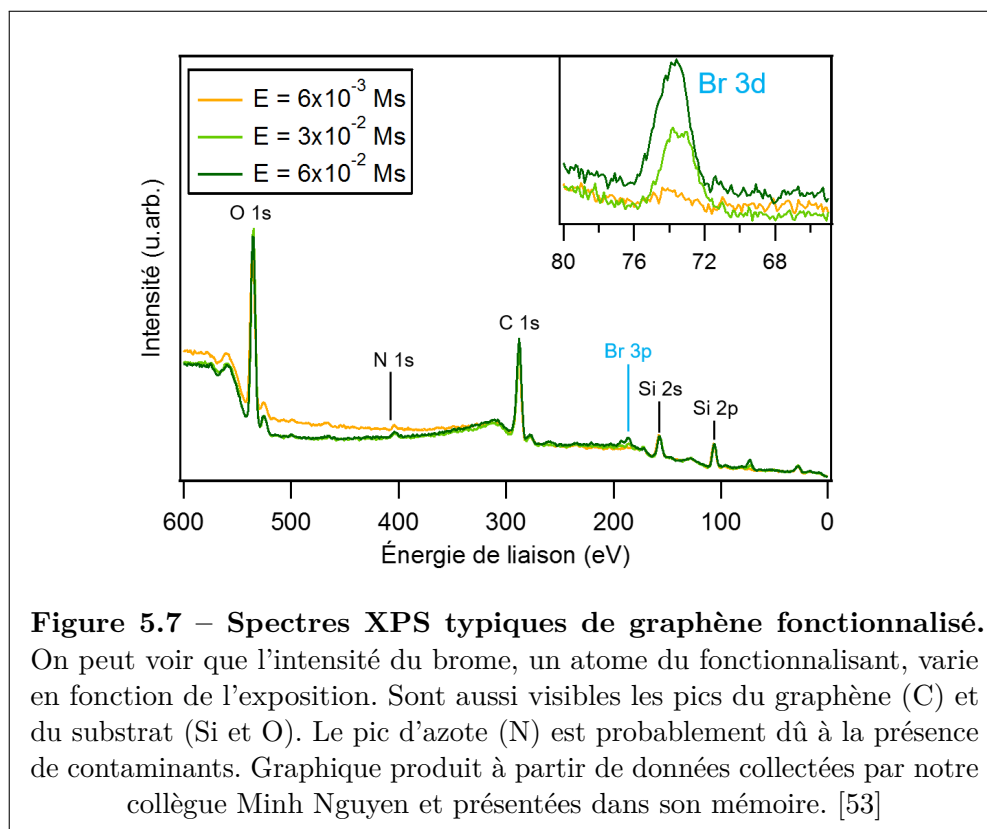 Br 3d
E = 6x10⁻³ Ms
E = 3x10⁻² Ms
E = 6x10⁻² Ms
80 76 72 68
O 1s
N 1s
C 1s
Br 3p
Si 2s
Si 2p
Intensité (u.arb.)
600 500 400 300 200 100 0
Énergie de liaison (eV)
Figure 5.7 – Spectres XPS typiques de graphène fonctionnalisé.
On peut voir que l'intensité du brome, un atome du fonctionnalisant, varie
en fonction de l'exposition. Sont aussi visibles les pics du graphène (C) et
du substrat (Si et O). Le pic d'azote (N) est probablement dû à la présence
de contaminants. Graphique produit à partir de données collectées par notre
collègue Minh Nguyen et présentées dans son mémoire. [53]